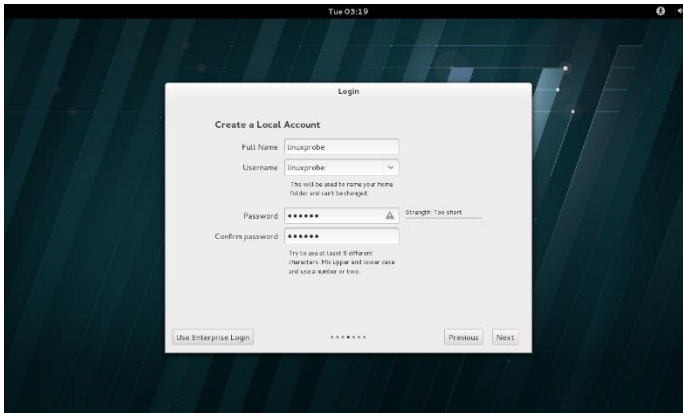 Tue 03:19
Login
Create a Local Account
Full Name linuxprobe
Username linuxprobe
This will be used to name your home
folder and can't be changed.
Password •••••• Strength: Too short
Confirm password ••••••
Try to use at least 8 different
characters. Mix upper and lower case
and use a number or two.
Use Enterprise Login Previous Next